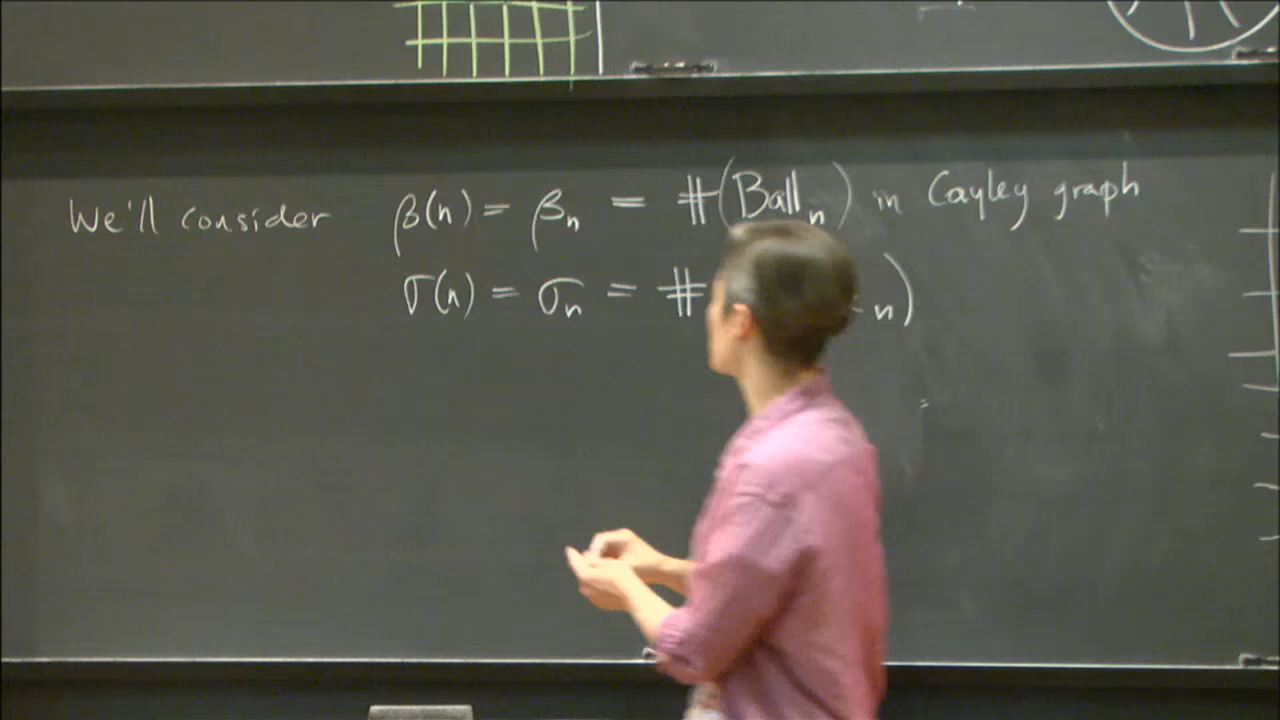 We'll consider β(n) = βₙ = #(Ballₙ) in Cayley graph
σ(n) = σₙ = # ₙ)